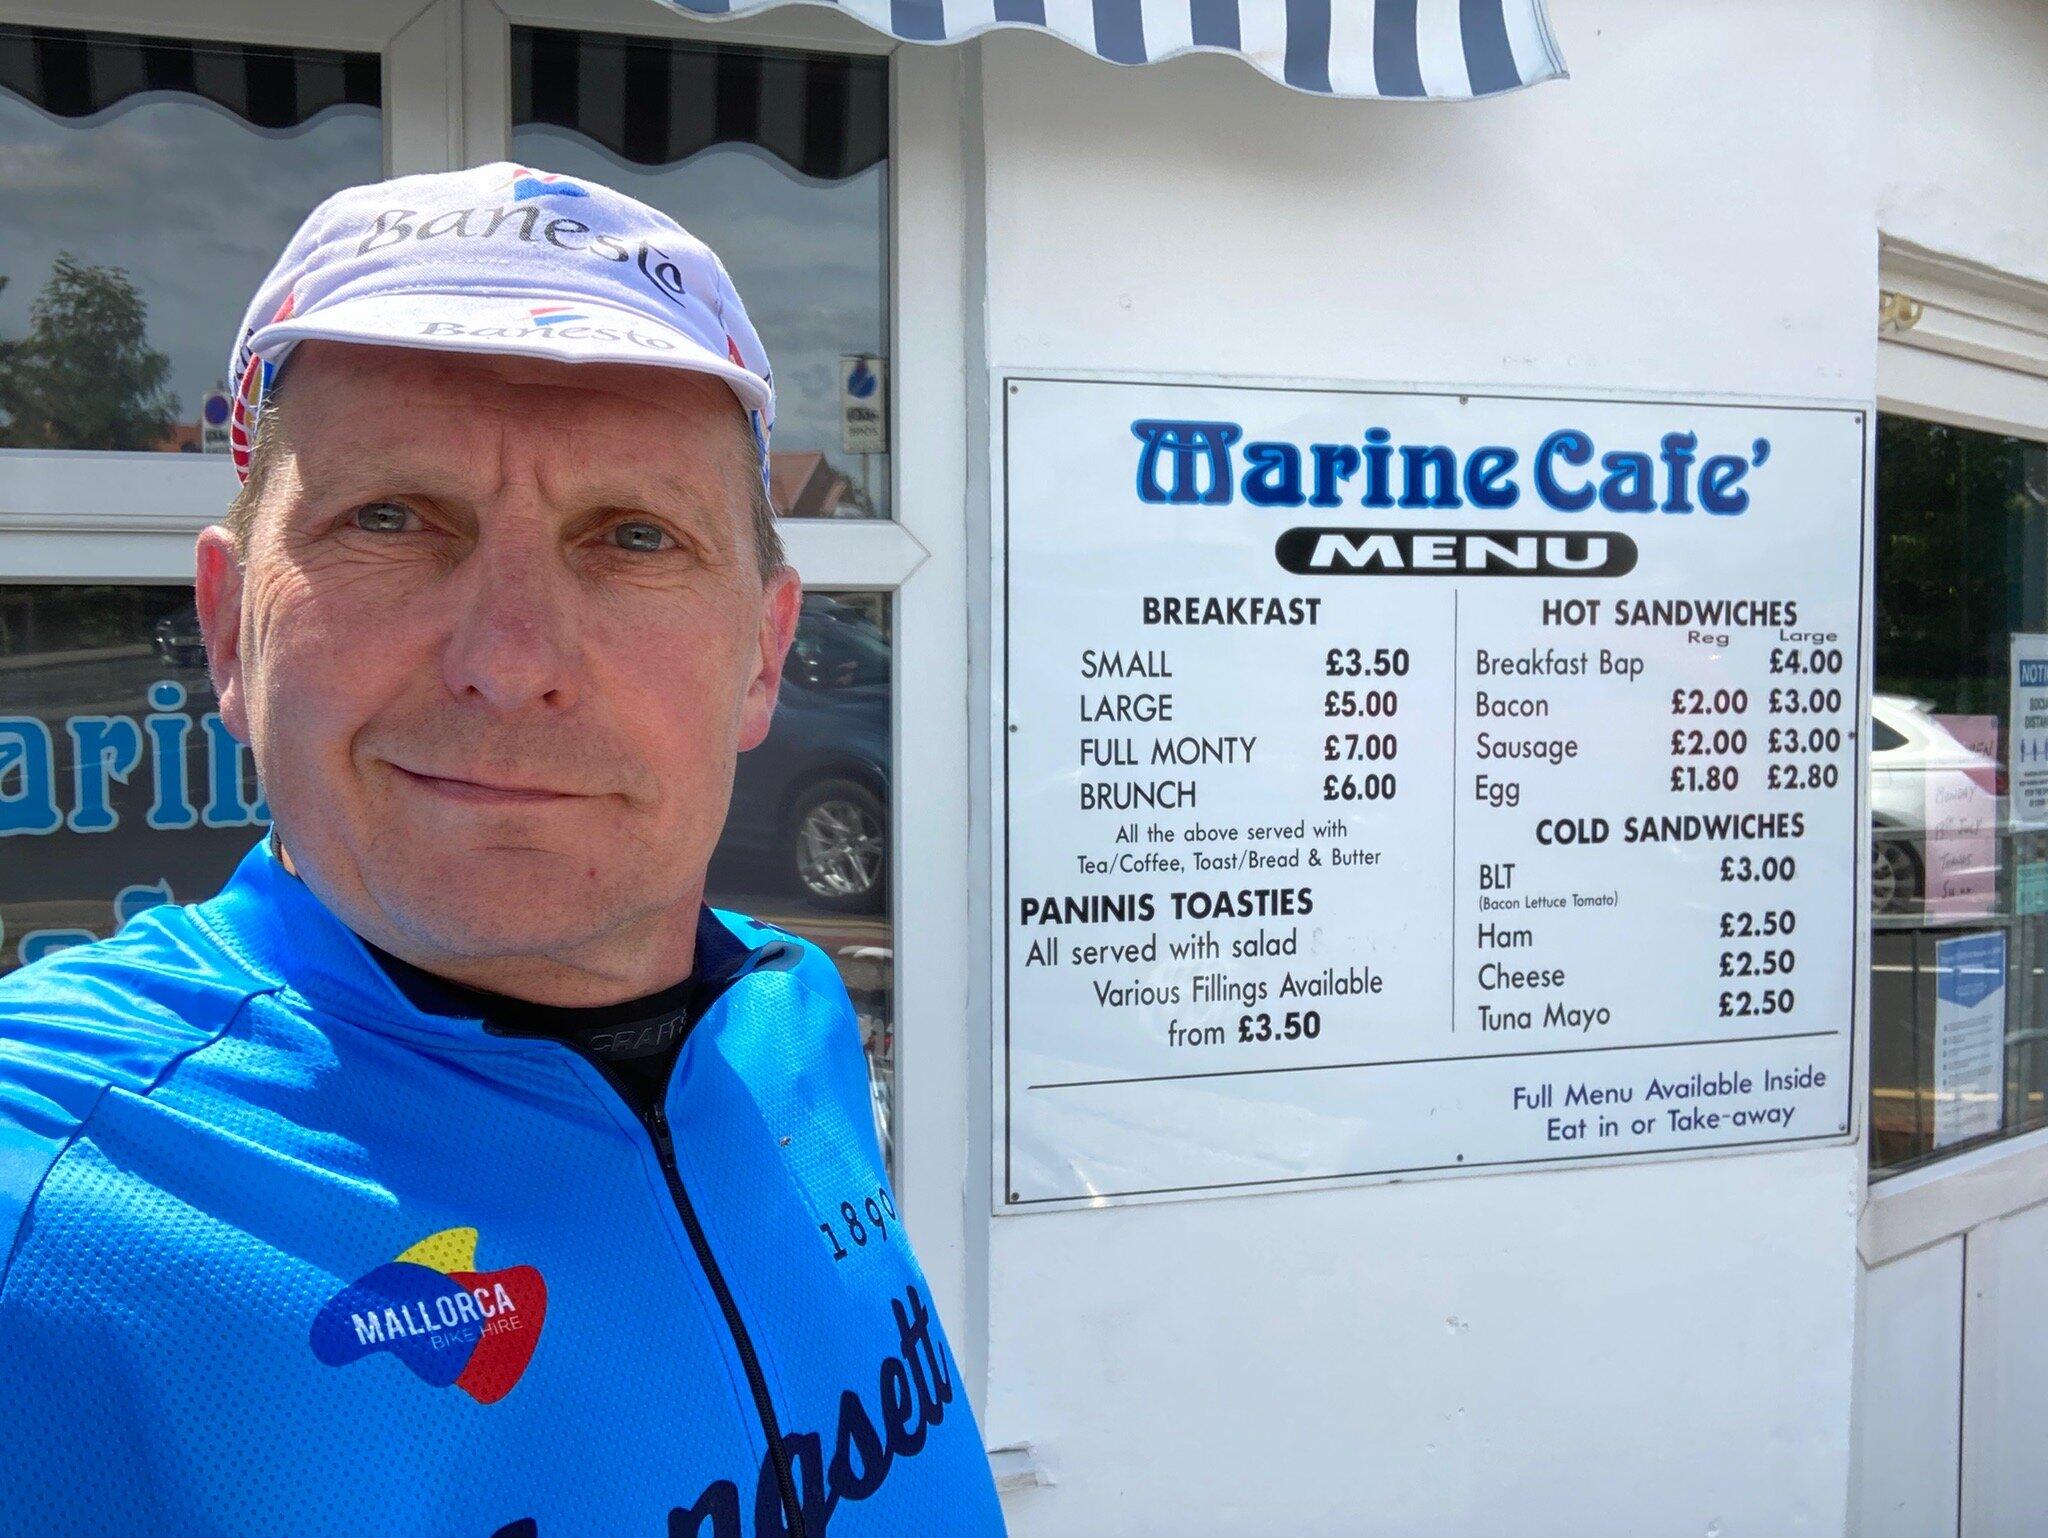 Banesto
Banesto
Marine Cafe'
MENU
BREAKFAST
SMALL £3.50
LARGE £5.00
FULL MONTY £7.00
BRUNCH £6.00
All the above served with
Tea/Coffee, Toast/Bread & Butter
PANINIS TOASTIES
All served with salad
Various Fillings Available
from £3.50
HOT SANDWICHES
Reg Large
Breakfast Bap £4.00
Bacon £2.00 £3.00
Sausage £2.00 £3.00
Egg £1.80 £2.80
COLD SANDWICHES
BLT £3.00
(Bacon Lettuce Tomato)
Ham £2.50
Cheese £2.50
Tuna Mayo £2.50
Full Menu Available Inside
Eat in or Take-away
arin
CRAFT
1890
MALLORCA
BIKE HIRE
ngsett
MONDAY